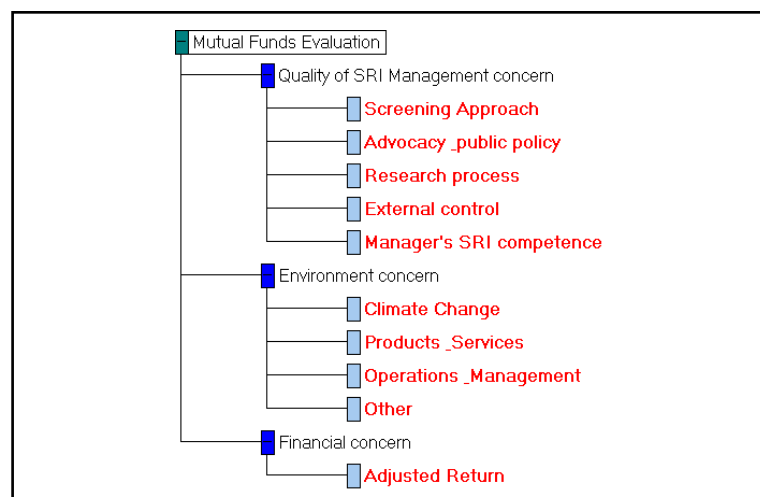 Mutual Funds Evaluation
Quality of SRI Management concern
Screening Approach
Advocacy _public policy
Research process
External control
Manager's SRI competence
Environment concern
Climate Change
Products _Services
Operations _Management
Other
Financial concern
Adjusted Return